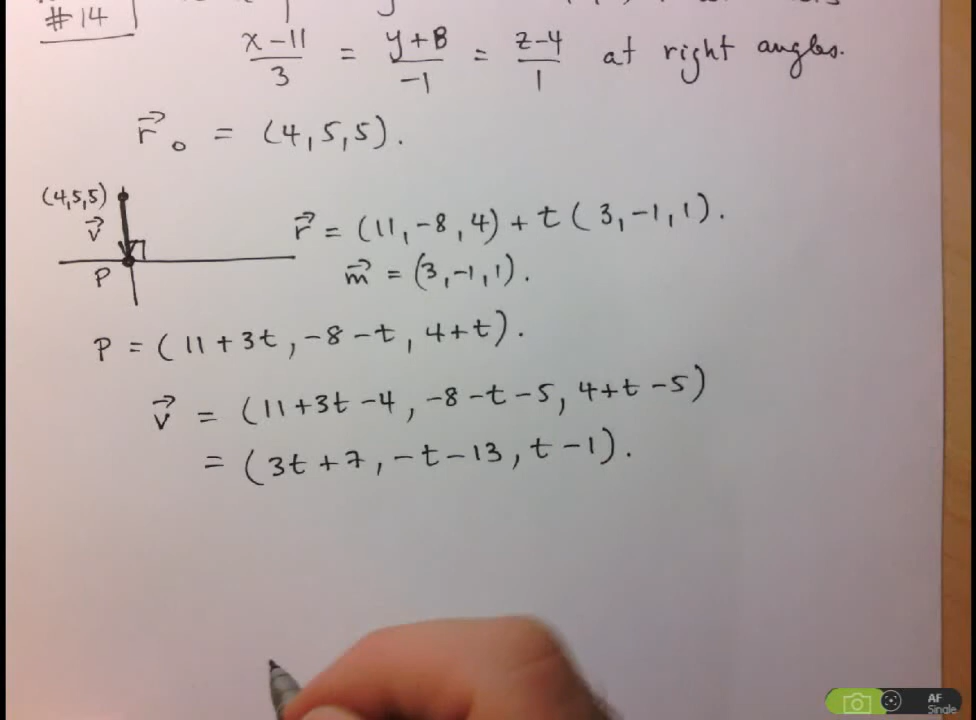 #14
x-11/3 = y+8/-1 = z-4/1 at right angles.
r⃗₀ = (4,5,5).
(4,5,5)
v⃗
P
r⃗ = (11,-8,4) + t(3,-1,1).
m⃗ = (3,-1,1).
P = (11+3t, -8-t, 4+t).
v⃗ = (11+3t-4, -8-t-5, 4+t-5)
= (3t+7, -t-13, t-1).
AF
Single